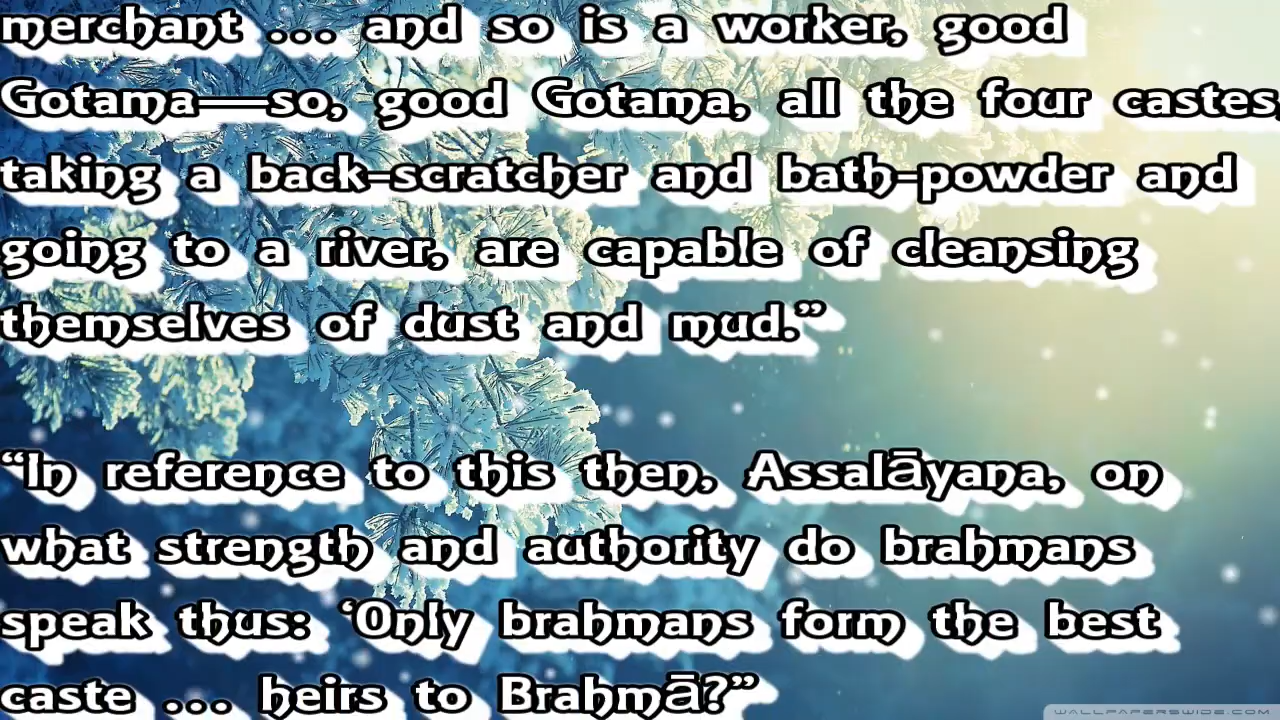 merchant … and so is a worker, good
Gotama—so, good Gotama, all the four castes,
taking a back-scratcher and bath-powder and
going to a river, are capable of cleansing
themselves of dust and mud.”
“In reference to this then, Assalāyana, on
what strength and authority do brahmans
speak thus: ‘Only brahmans form the best
caste … heirs to Brahmā?”
WALLPAPERSWIDE.COM